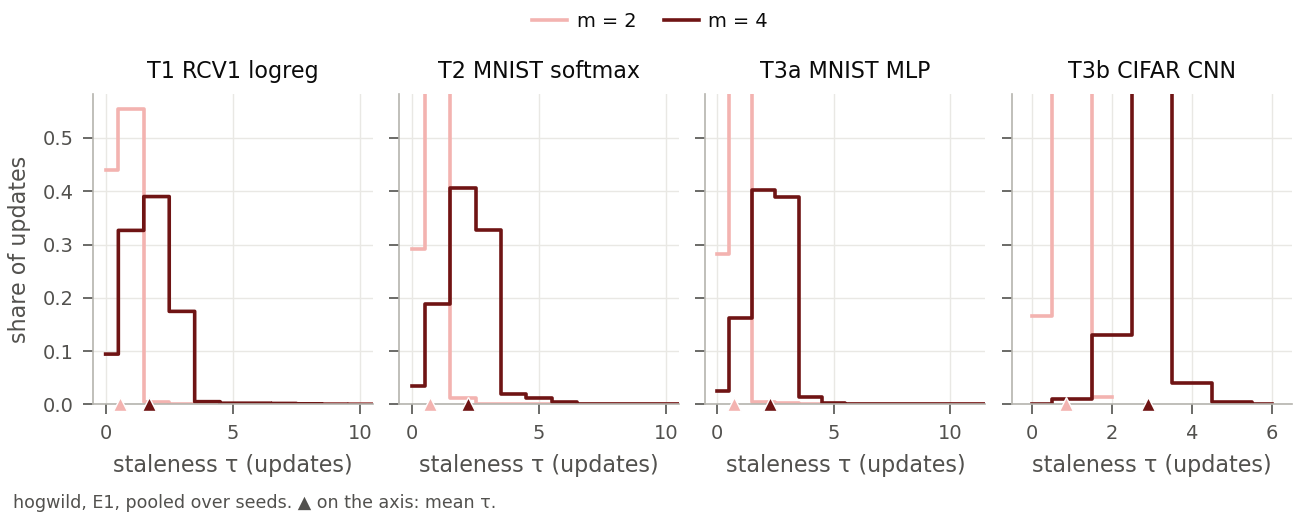 m = 2 m = 4
T1 RCV1 logreg T2 MNIST softmax T3a MNIST MLP T3b CIFAR CNN
share of updates
0.5
0.4
0.3
0.2
0.1
0.0
0 5 10 0 5 10 0 5 10 0 2 4 6
staleness τ (updates) staleness τ (updates) staleness τ (updates) staleness τ (updates)
hogwild, E1, pooled over seeds. ▲ on the axis: mean τ.